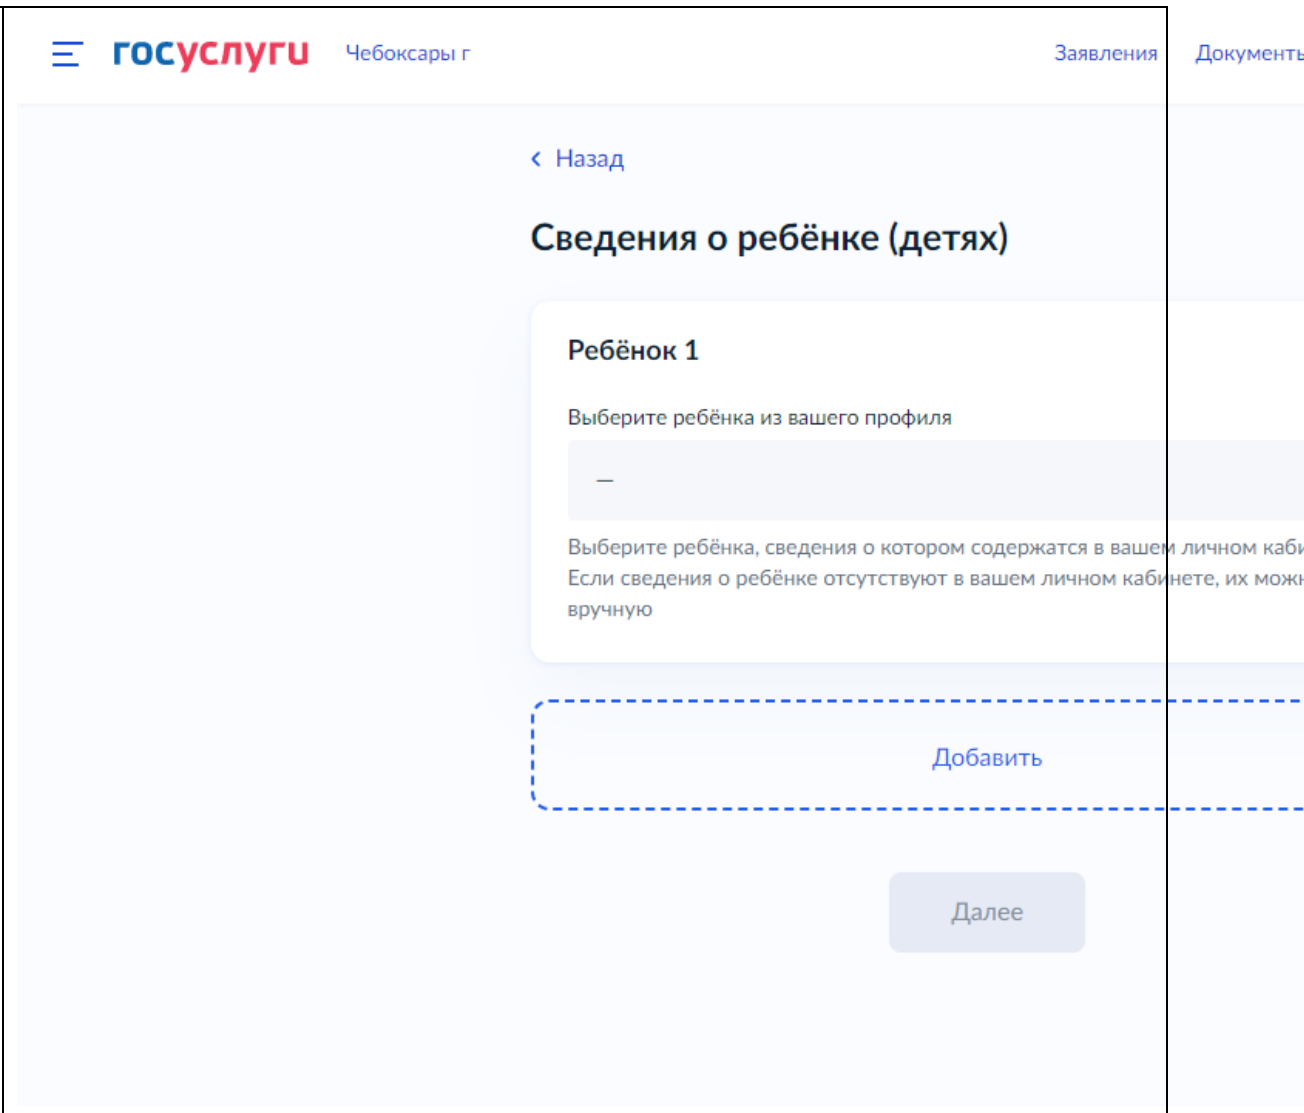 госуслуги Чебоксары г Заявления
Назад
Сведения о ребёнке (детях)
Ребёнок 1
Выберите ребёнка из вашего профиля
—
Выберите ребёнка, сведения о котором содержатся в вашем личном
Если сведения о ребёнке отсутствуют в вашем личном кабинете, их
вручную
Добавить
Далее